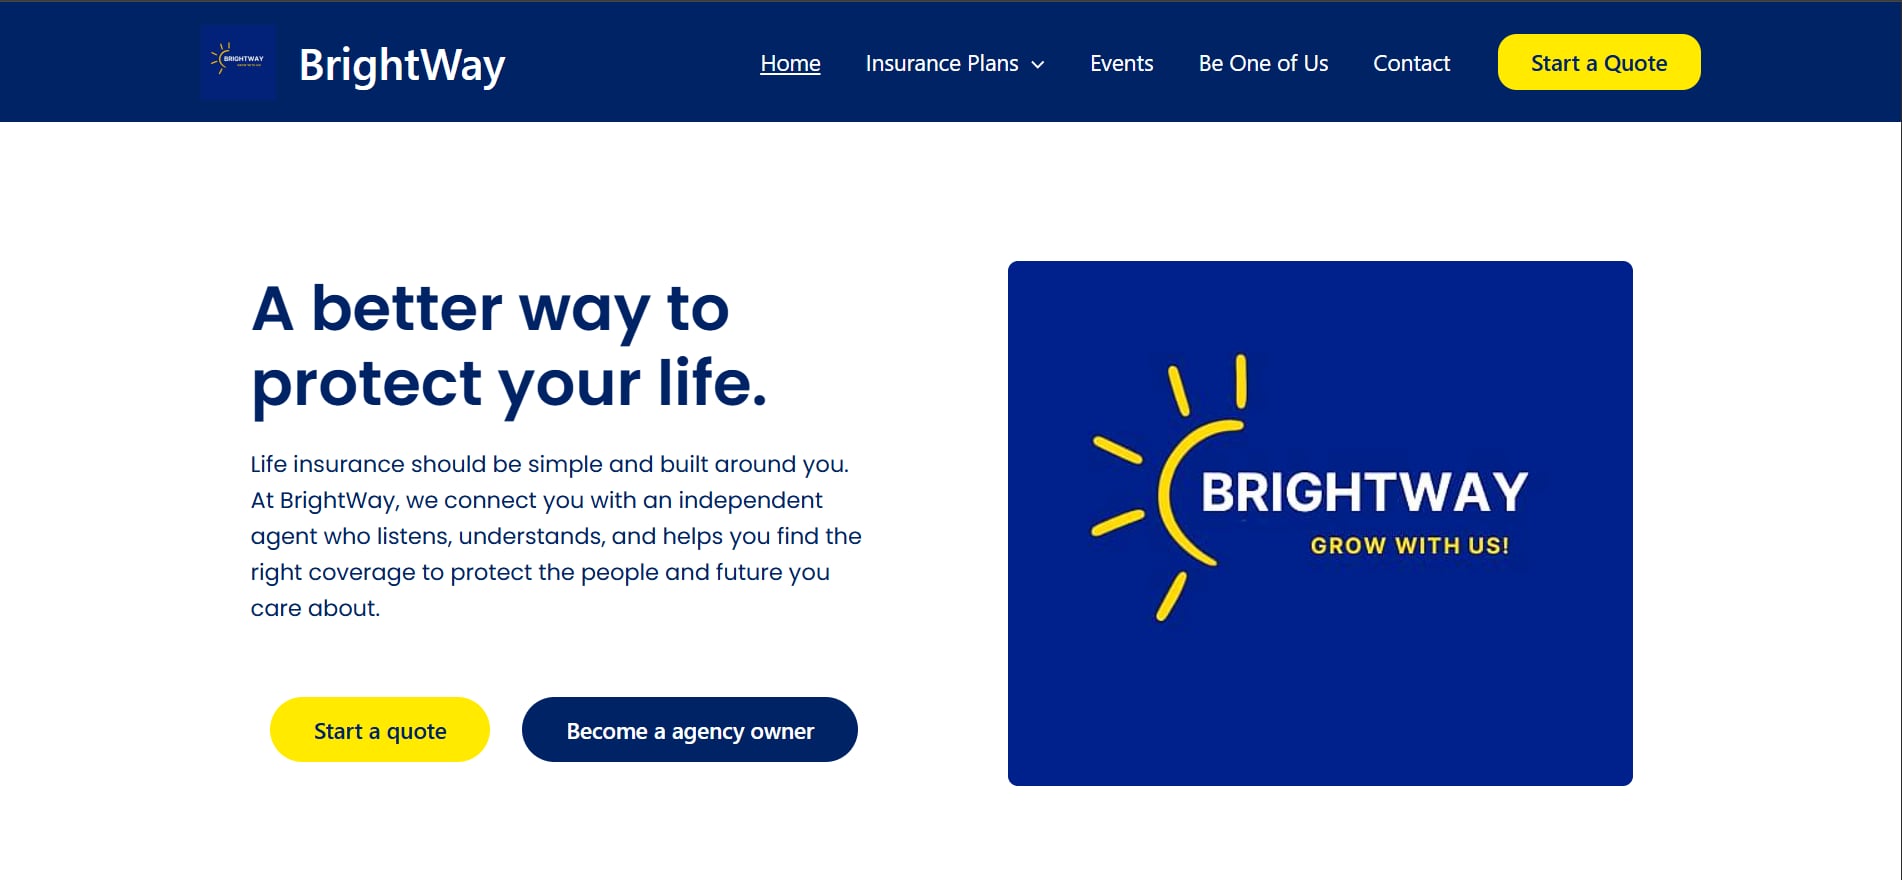 BRIGHTWAY
GROW WITH US!
BrightWay
Home
Insurance Plans
Events
Be One of Us
Contact
Start a Quote
A better way to
protect your life.
Life insurance should be simple and built around you.
At BrightWay, we connect you with an independent
agent who listens, understands, and helps you find the
right coverage to protect the people and future you
care about.
Start a quote
Become a agency owner
BRIGHTWAY
GROW WITH US!